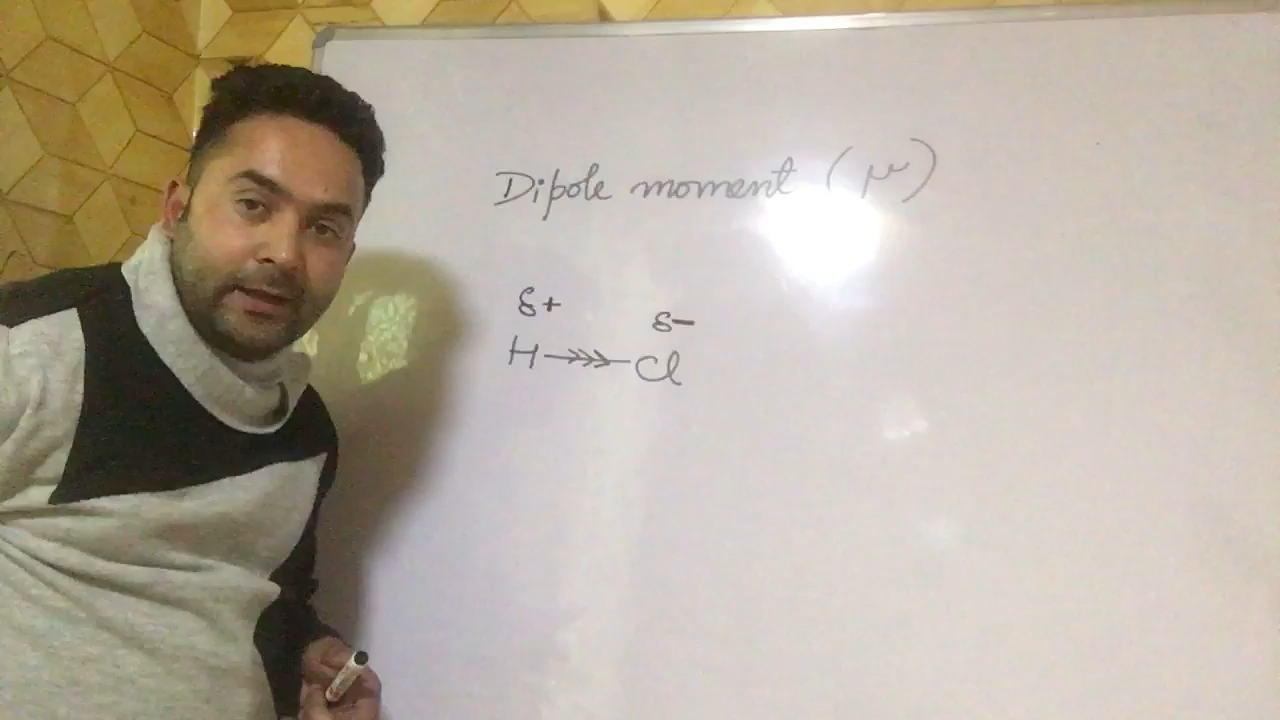 Dipole moment (μ)
δ+ δ-
H→>>Cl